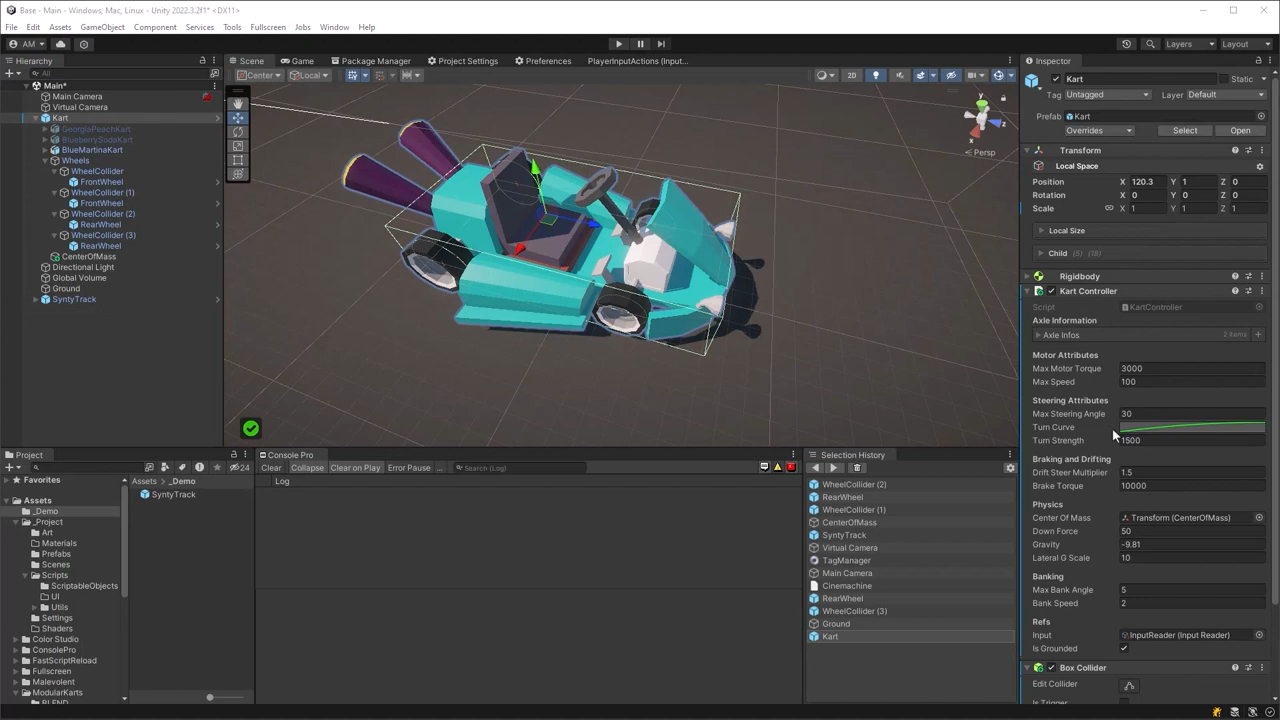 Base - Main - Windows, Mac, Linux - Unity 2022.3.2f1* <DX11>
File Edit Assets GameObject Component Services Tools Fullscreen Jobs Window Help
AM
Layers Layout
Hierarchy
All
Main*
Main Camera
Virtual Camera
Kart
GeorgiaPeachKart
BlueberrySodaKart
BlueMartinaKart
Wheels
WheelCollider
FrontWheel
WheelCollider (1)
FrontWheel
WheelCollider (2)
RearWheel
WheelCollider (3)
RearWheel
CenterOfMass
Directional Light
Global Volume
Ground
SyntyTrack
Scene Game Package Manager Project Settings Preferences PlayerInputActions (Input...
Center Local 2D
y
x
z
Persp
Inspector
Kart Static
Tag Untagged Layer Default
Prefab Kart
Overrides Select Open
Transform
Local Space
Position X 120.3 Y 1 Z 0
Rotation X 0 Y 0 Z 0
Scale X 1 Y 1 Z 1
Local Size
Child (5) (18)
Rigidbody
Kart Controller
Script KartController
Axle Information
Axle Infos 2 items
Motor Attributes
Max Motor Torque 3000
Max Speed 100
Steering Attributes
Max Steering Angle 30
Turn Curve
Turn Strength 1500
Braking and Drifting
Drift Steer Multiplier 1.5
Brake Torque 10000
Physics
Center Of Mass Transform (CenterOfMass)
Down Force 50
Gravity -9.81
Lateral G Scale 10
Banking
Max Bank Angle 5
Bank Speed 2
Refs
Input InputReader (Input Reader)
Is Grounded
Box Collider
Edit Collider
Is Trigger
Project
24
Favorites
Assets
_Demo
_Project
Art
Materials
Prefabs
Scenes
Scripts
ScriptableObjects
UI
Utils
Settings
Shaders
Color Studio
ConsolePro
FastScriptReload
Fullscreen
Malevolent
ModularKarts
BLEND
Assets > _Demo
SyntyTrack
Console Pro
Clear Collapse Clear on Play Error Pause Search (Log)
Log
Selection History
WheelCollider (2)
RearWheel
WheelCollider (1)
CenterOfMass
SyntyTrack
Virtual Camera
TagManager
Main Camera
Cinemachine
RearWheel
WheelCollider (3)
Ground
Kart